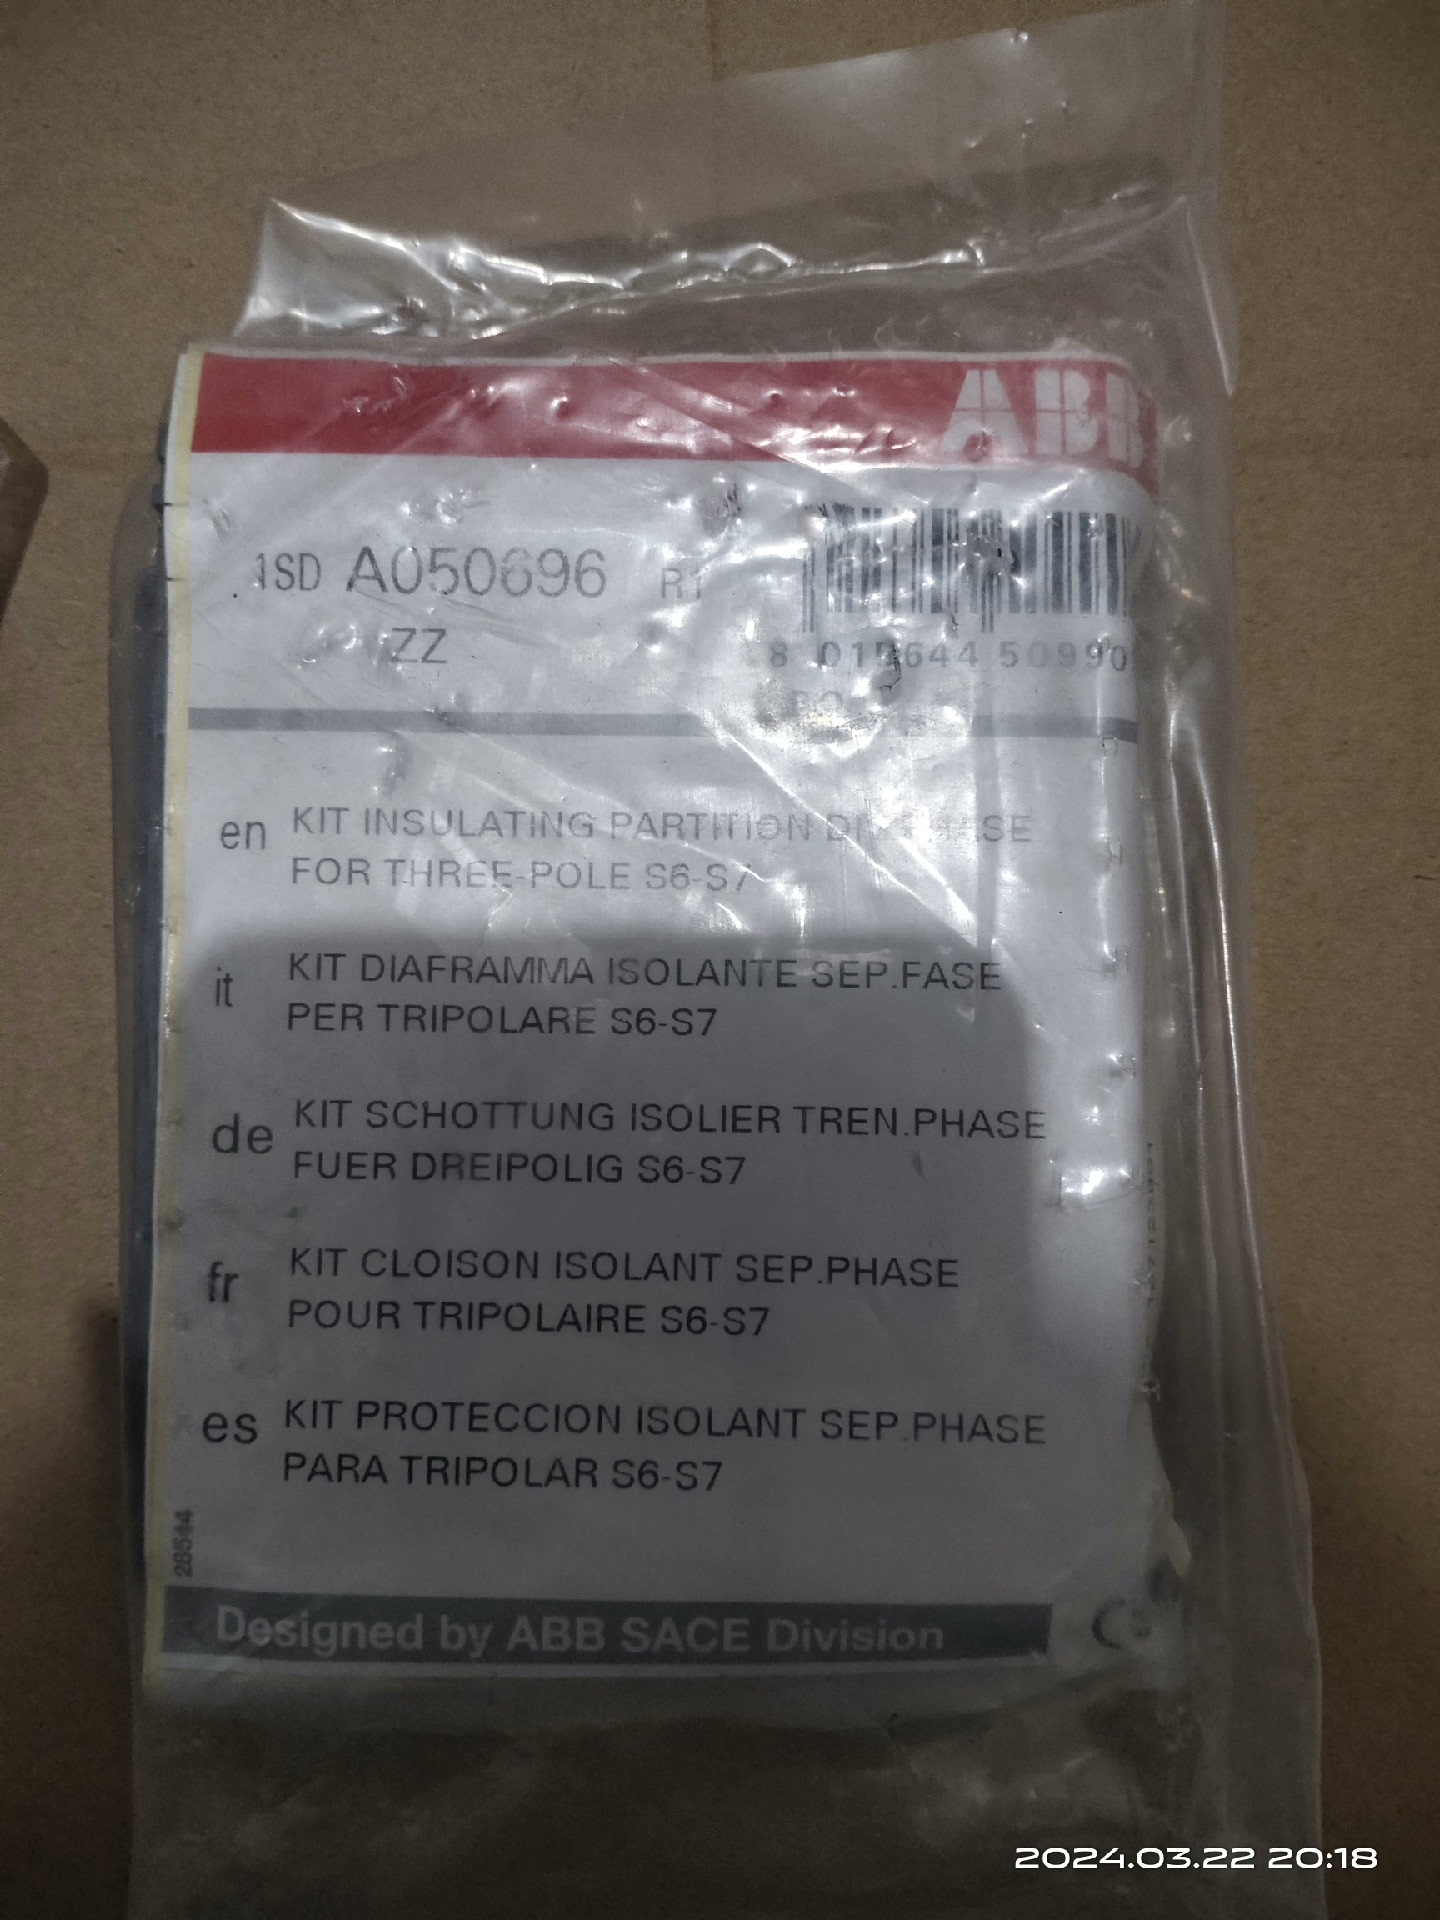 ABB
1SD A050696 R1
ZZ
8 015644 50990
en KIT INSULATING PARTITION
FOR THREE-POLE S6-S7
it KIT DIAFRAMMA ISOLANTE SEP.FASE
PER TRIPOLARE S6-S7
de KIT SCHOTTUNG ISOLIER TREN.PHASE
FUER DREIPOLIG S6-S7
fr KIT CLOISON ISOLANT SEP.PHASE
POUR TRIPOLAIRE S6-S7
es KIT PROTECCION ISOLANT SEP.PHASE
PARA TRIPOLAR S6-S7
28544
Designed by ABB SACE Division
2024.03.22 20:18